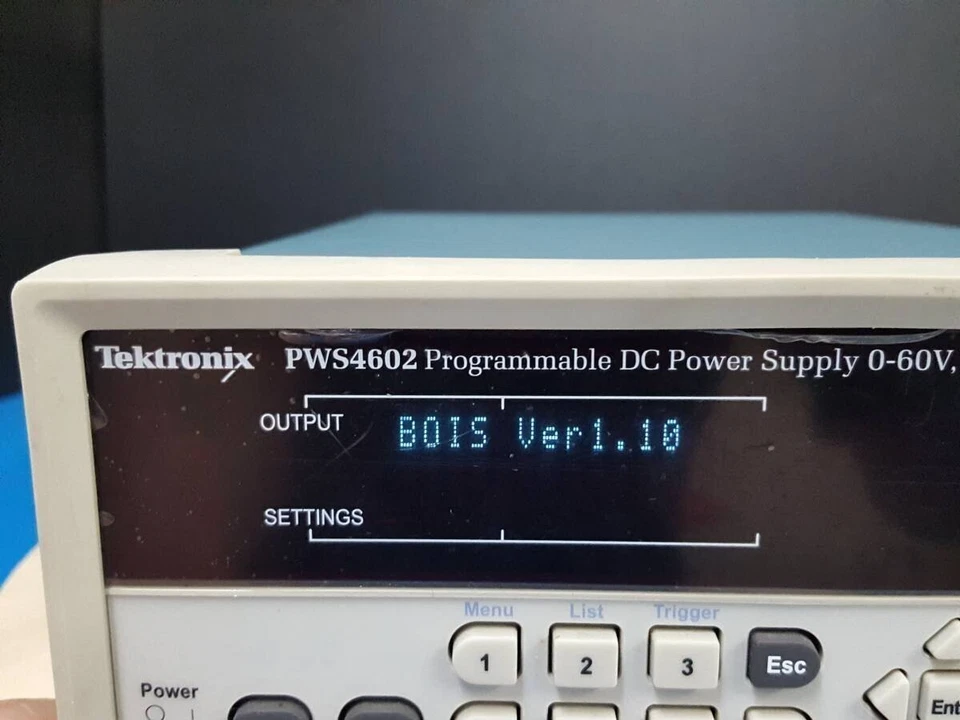 Tektronix PWS4602 Programmable DC Power Supply 0-60V,
OUTPUT
BOIS Ver1.10
SETTINGS
Menu List Trigger
1 2 3 Esc
Power
Ent